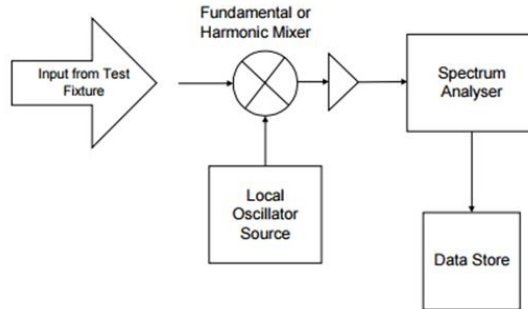 Fundamental or
Harmonic Mixer
Input from Test
Fixture
Spectrum
Analyser
Local
Oscillator
Source
Data Store